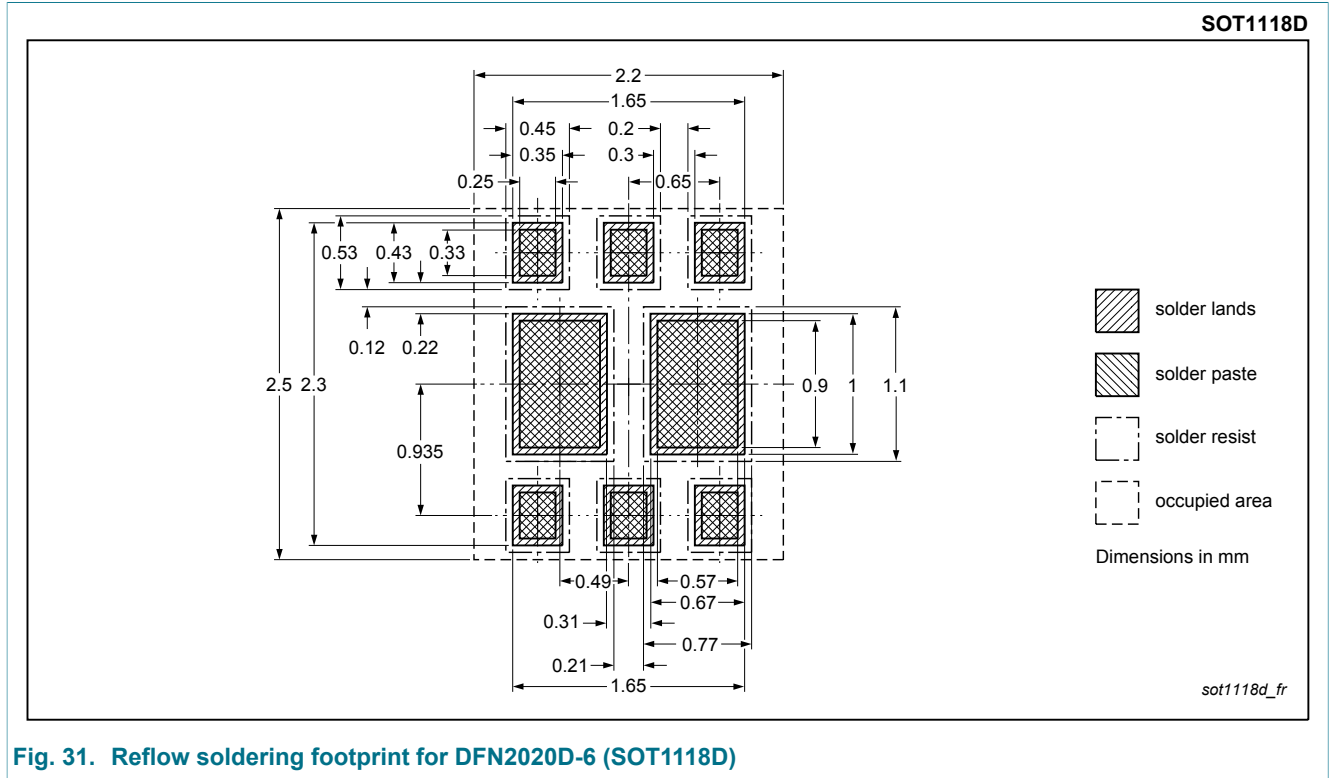 SOT1118D
2.2
1.65
0.45 0.2
0.35 0.3
0.25 0.65
0.53 0.43 0.33
0.12 0.22
2.5 2.3 0.9 1 1.1
0.935
0.49 0.57
0.67
0.31
0.77
0.21
1.65
solder lands
solder paste
solder resist
occupied area
Dimensions in mm
sot1118d_fr
Fig. 31. Reflow soldering footprint for DFN2020D-6 (SOT1118D)